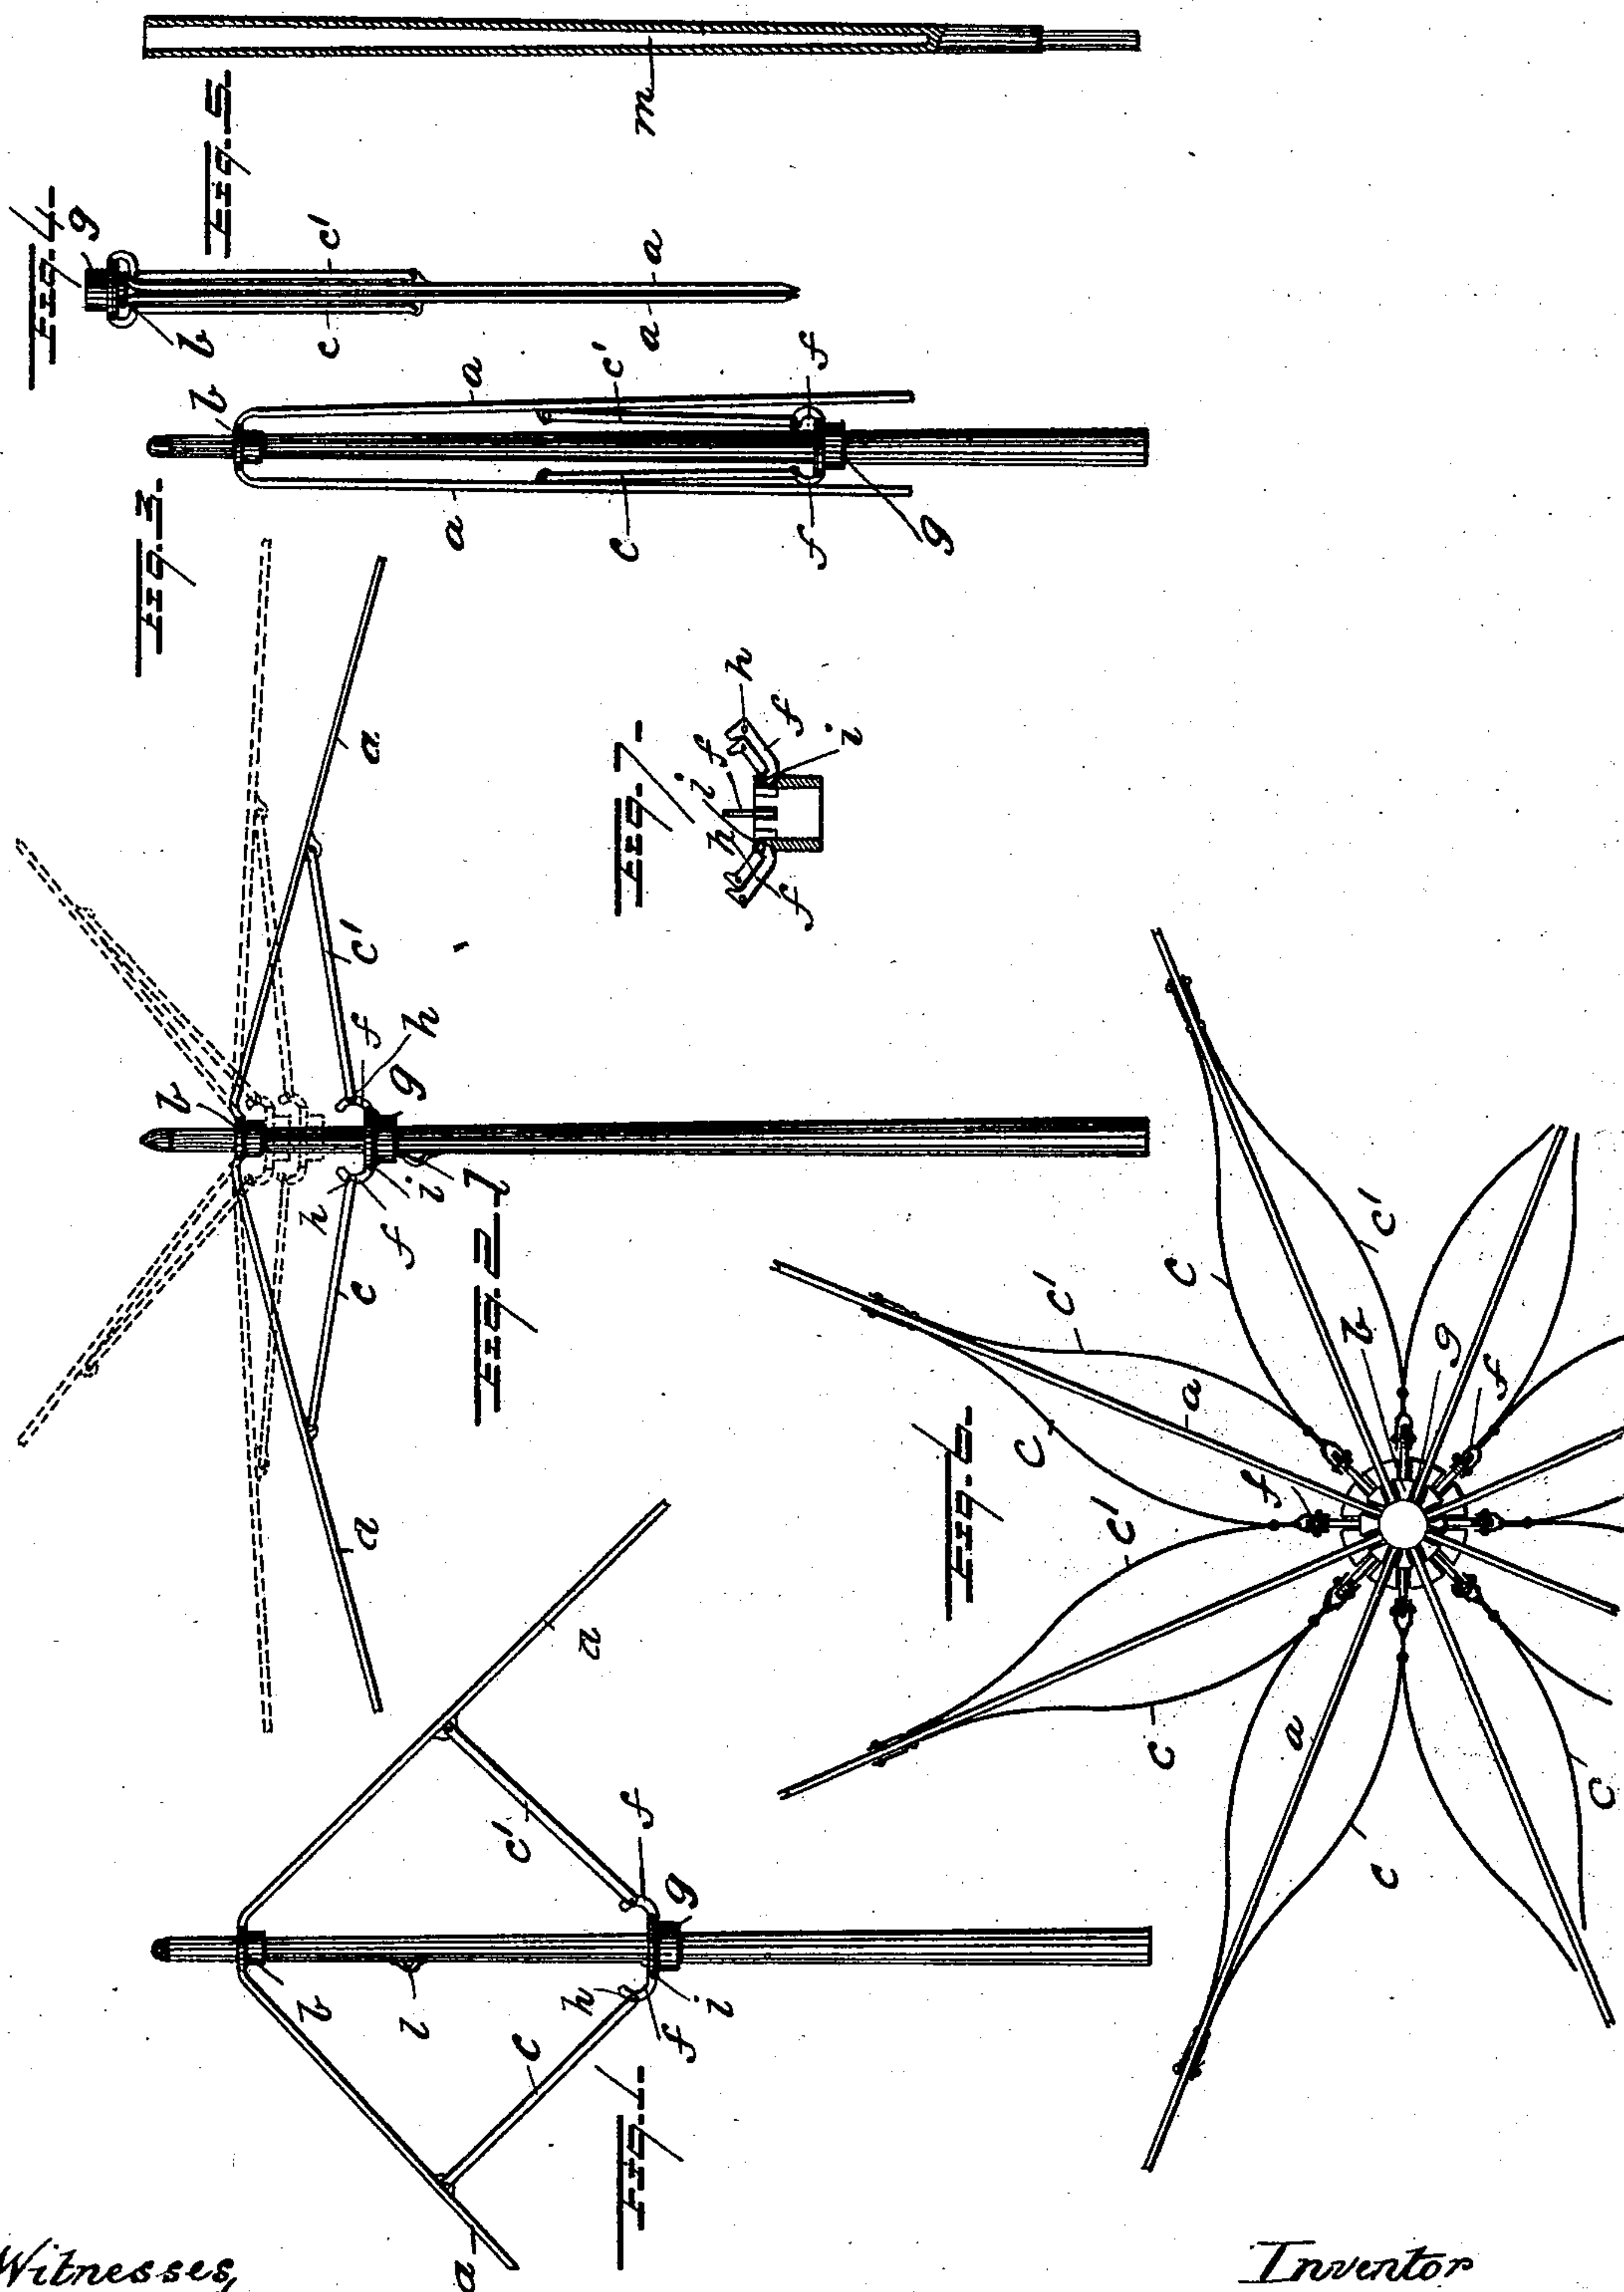 FIG. 5.
m
FIG. 4.
g
b
c
c'
a
a
FIG. 3.
b
a
a
c
c'
f
f
g
FIG. 2.
b
a
a
c
c'
f
h
g
h
f
i
l
FIG. 7.
h
f
i
f
i
h
f
FIG. 1.
b
l
a
a
c
c'
h
f
g
f
i
FIG. 6.
c
c'
c'
a
c
b
g
f
f
c'
c
a
c
c
Witnesses,
Inventor